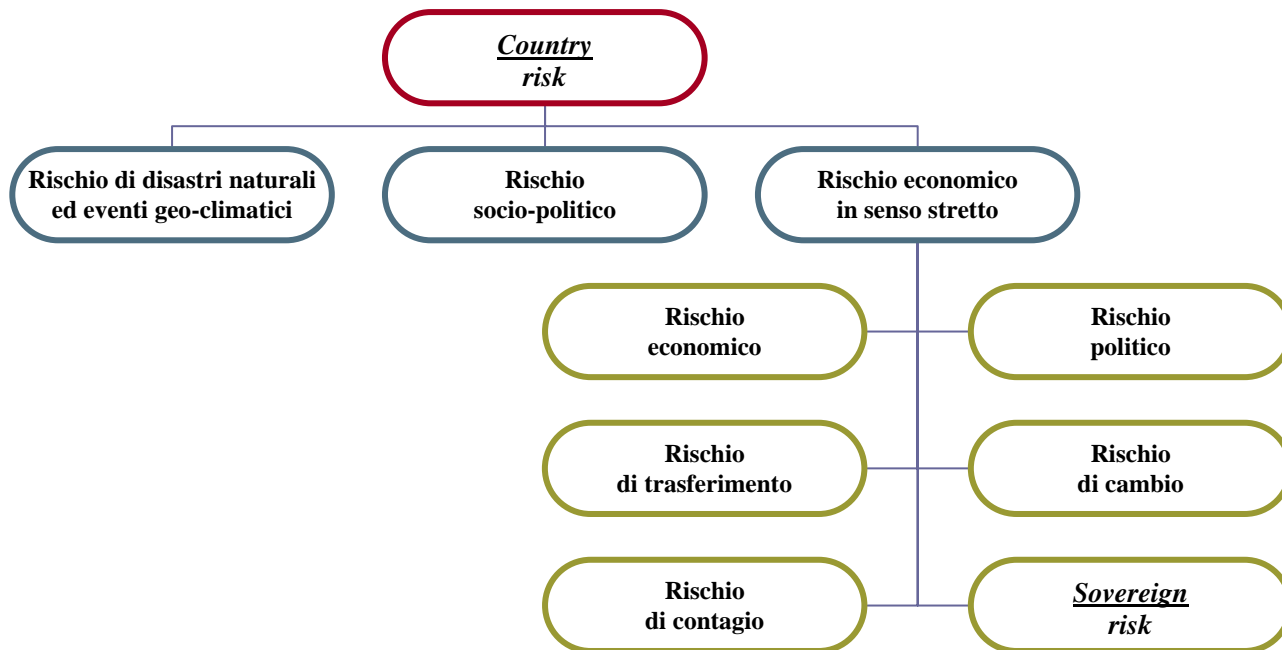 Country
risk
Rischio di disastri naturali
ed eventi geo-climatici
Rischio
socio-politico
Rischio economico
in senso stretto
Rischio
economico
Rischio
politico
Rischio
di trasferimento
Rischio
di cambio
Rischio
di contagio
Sovereign
risk